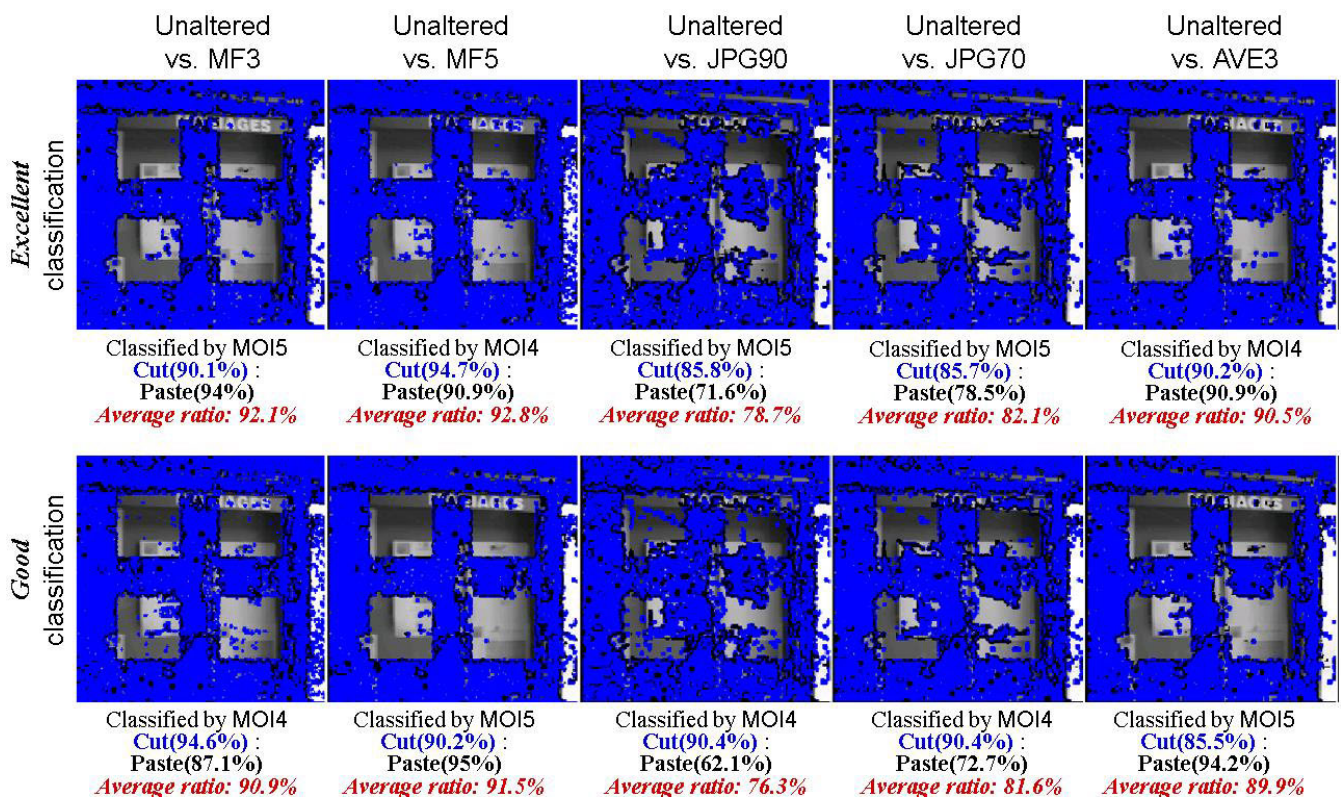 Unaltered
vs. MF3
Unaltered
vs. MF5
Unaltered
vs. JPG90
Unaltered
vs. JPG70
Unaltered
vs. AVE3
Excellent
classification
Classified by MOI5
Cut(90.1%) :
Paste(94%)
Average ratio: 92.1%
Classified by MOI4
Cut(94.7%) :
Paste(90.9%)
Average ratio: 92.8%
Classified by MOI5
Cut(85.8%) :
Paste(71.6%)
Average ratio: 78.7%
Classified by MOI5
Cut(85.7%) :
Paste(78.5%)
Average ratio: 82.1%
Classified by MOI4
Cut(90.2%) :
Paste(90.9%)
Average ratio: 90.5%
Good
classification
Classified by MOI4
Cut(94.6%) :
Paste(87.1%)
Average ratio: 90.9%
Classified by MOI5
Cut(90.2%) :
Paste(95%)
Average ratio: 91.5%
Classified by MOI4
Cut(90.4%) :
Paste(62.1%)
Average ratio: 76.3%
Classified by MOI4
Cut(90.4%) :
Paste(72.7%)
Average ratio: 81.6%
Classified by MOI5
Cut(85.5%) :
Paste(94.2%)
Average ratio: 89.9%